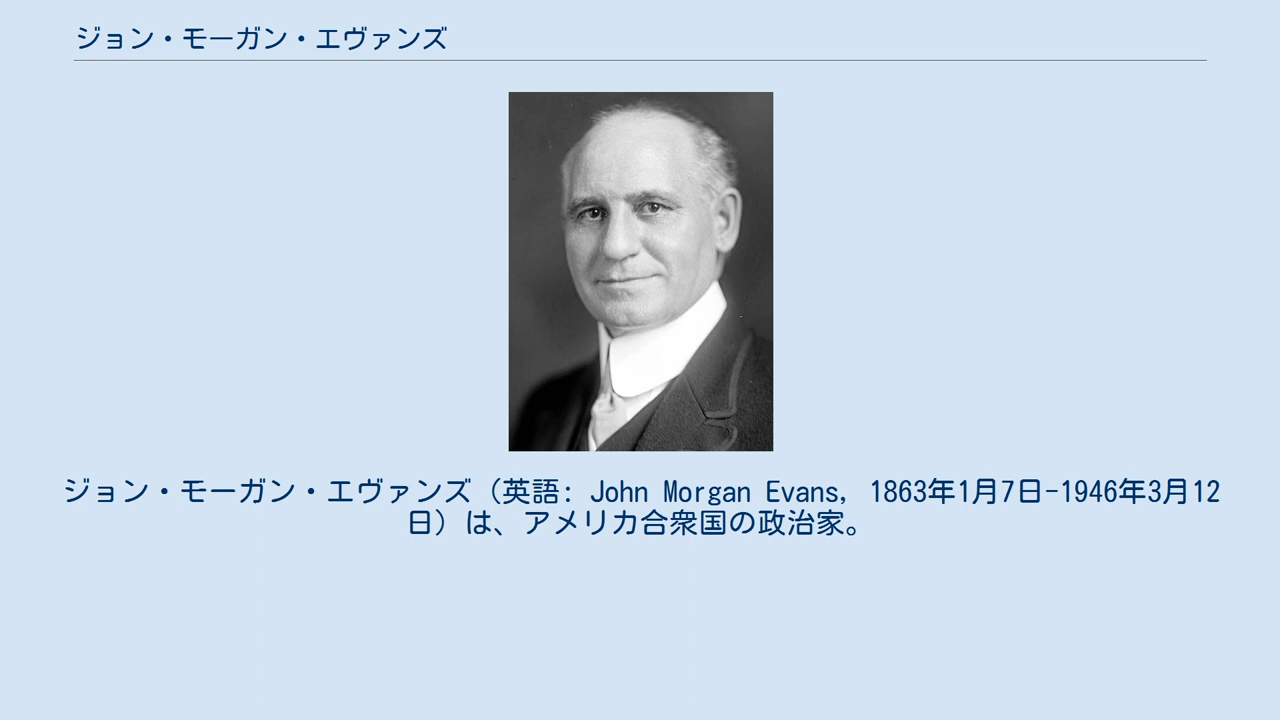 ジョン・モーガン・エヴァンズ
ジョン・モーガン・エヴァンズ（英語: John Morgan Evans, 1863年1月7日-1946年3月12
日）は、アメリカ合衆国の政治家。